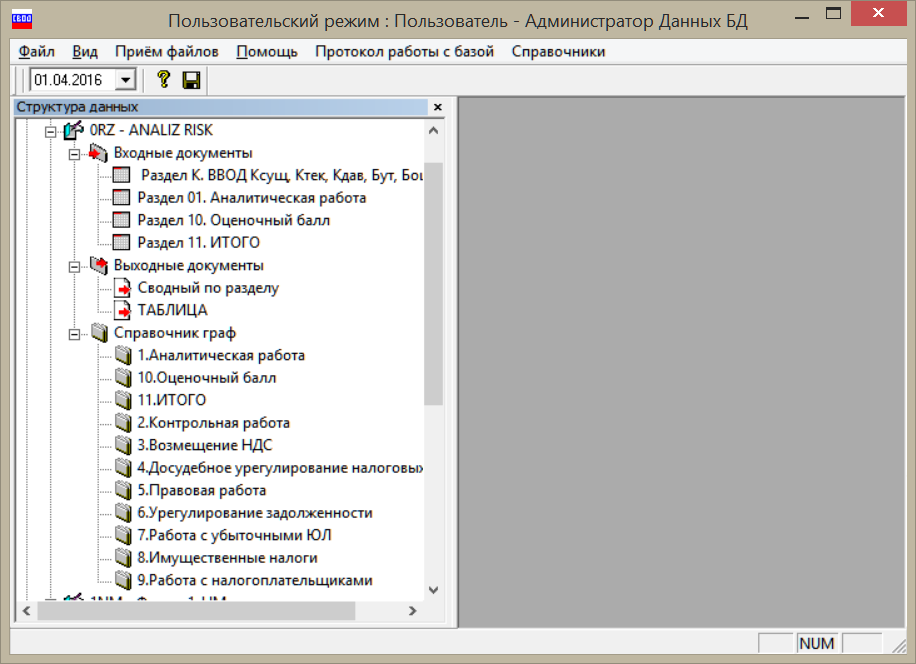 СВОД
Пользовательский режим : Пользователь - Администратор Данных БД
Файл Вид Приём файлов Помощь Протокол работы с базой Справочники
01.04.2016
Структура данных
0RZ - ANALIZ RISK
Входные документы
Раздел К. ВВОД Ксущ, Ктек, Кдав, Бут,
Раздел 01. Аналитическая работа
Раздел 10. Оценочный балл
Раздел 11. ИТОГО
Выходные документы
Сводный по разделу
ТАБЛИЦА
Справочник граф
1.Аналитическая работа
10.Оценочный балл
11.ИТОГО
2.Контрольная работа
3.Возмещение НДС
4.Досудебное урегулирование налоговых
5.Правовая работа
6.Урегулирование задолженности
7.Работа с убыточными ЮЛ
8.Имущественные налоги
9.Работа с налогоплательщиками
NUM